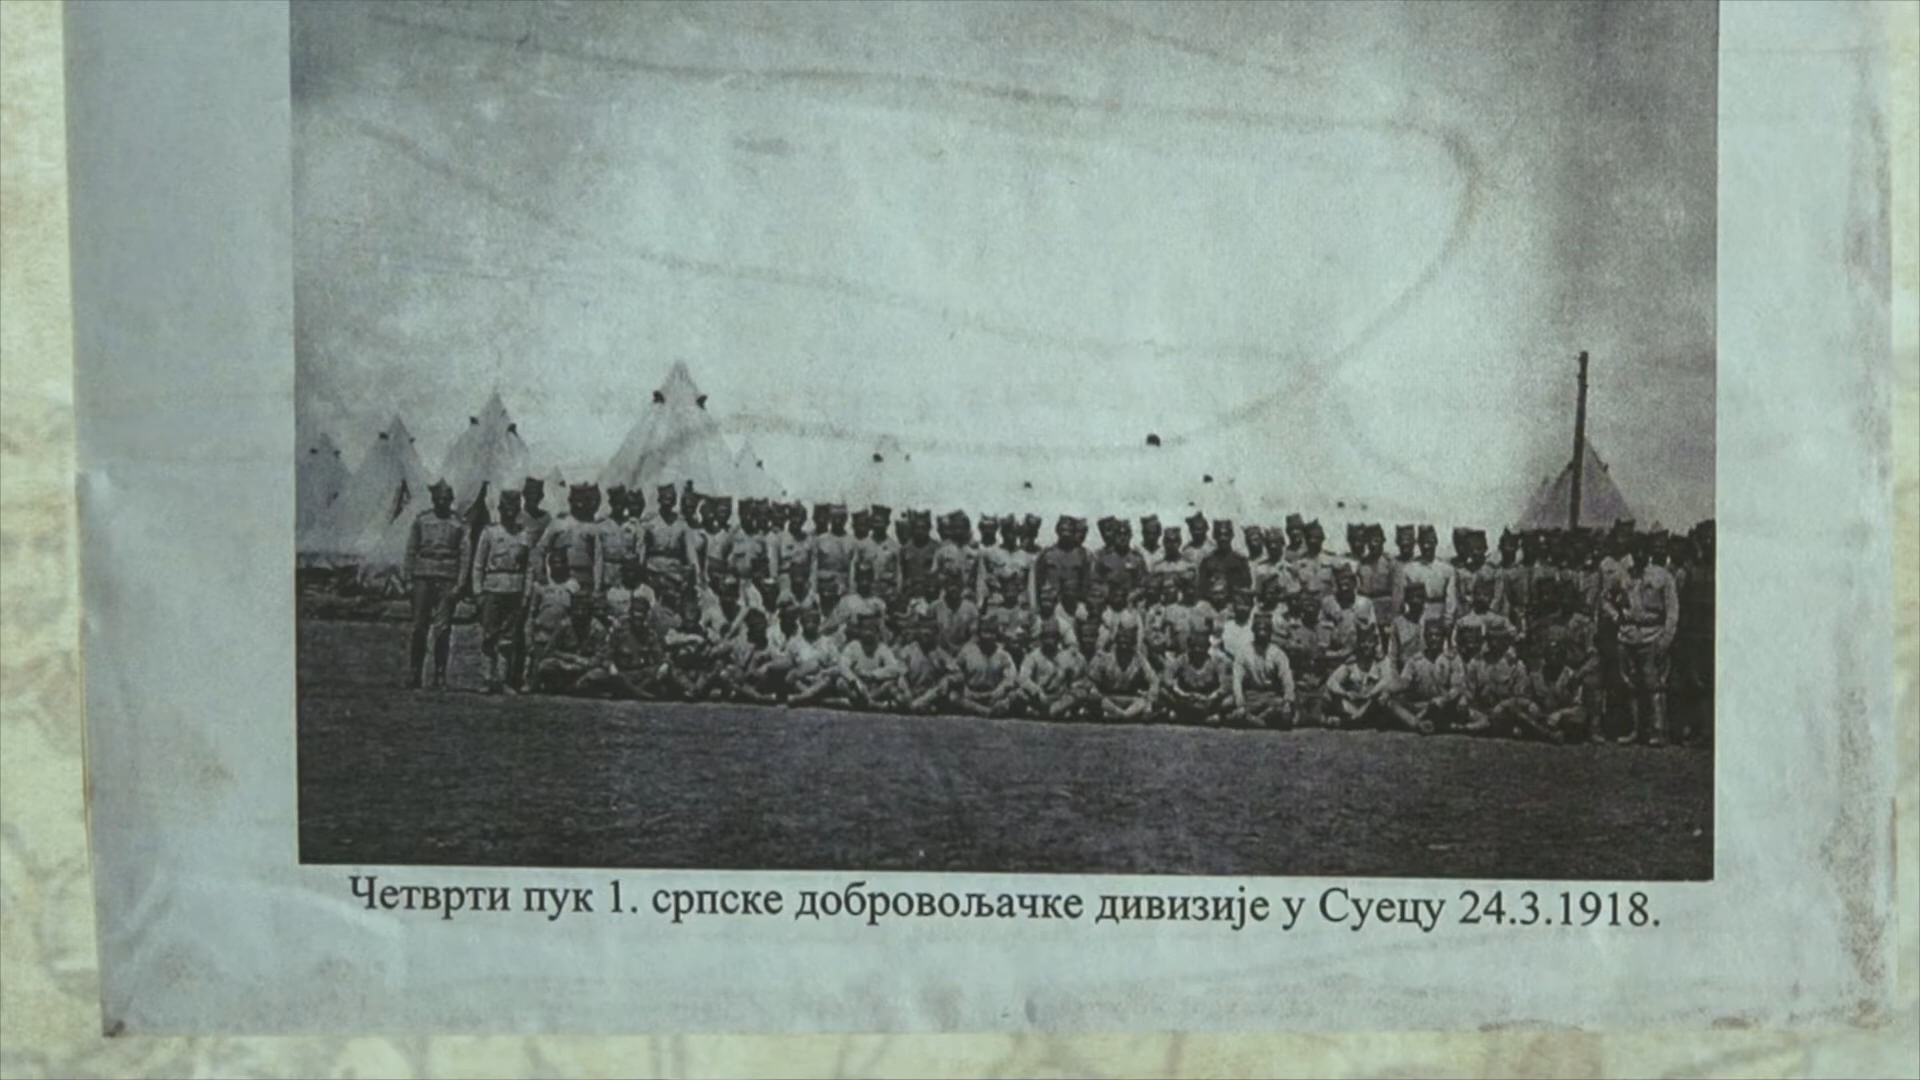 Четврти пук 1. српске добровољачке дивизије у Суецу 24.3.1918.